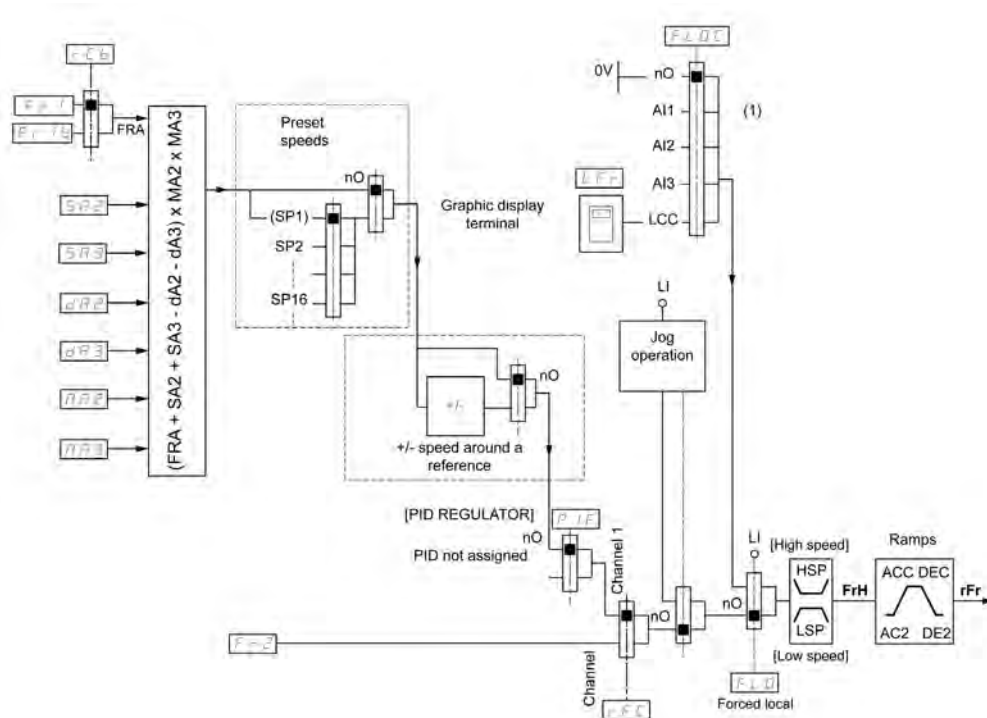 rCb
Fr1
Fr1b
FRA
SA2
SA3
dA2
dA3
MA2
MA3
(FRA + SA2 + SA3 - dA2 - dA3) x MA2 x MA3
Preset
speeds
nO
(SP1)
SP2
SP16
Graphic display
terminal
+/-
nO
+/- speed around a
reference
[PID REGULATOR]
PIF
nO
PID not assigned
Channel 1
Fr2
Channel
rFC
nO
FLOC
0V
nO
AI1
(1)
AI2
AI3
LFr
LCC
LI
Jog
operation
nO
LI
FLO
Forced local
[High speed]
HSP
LSP
[Low speed]
FrH
Ramps
ACC DEC
AC2 DE2
rFr